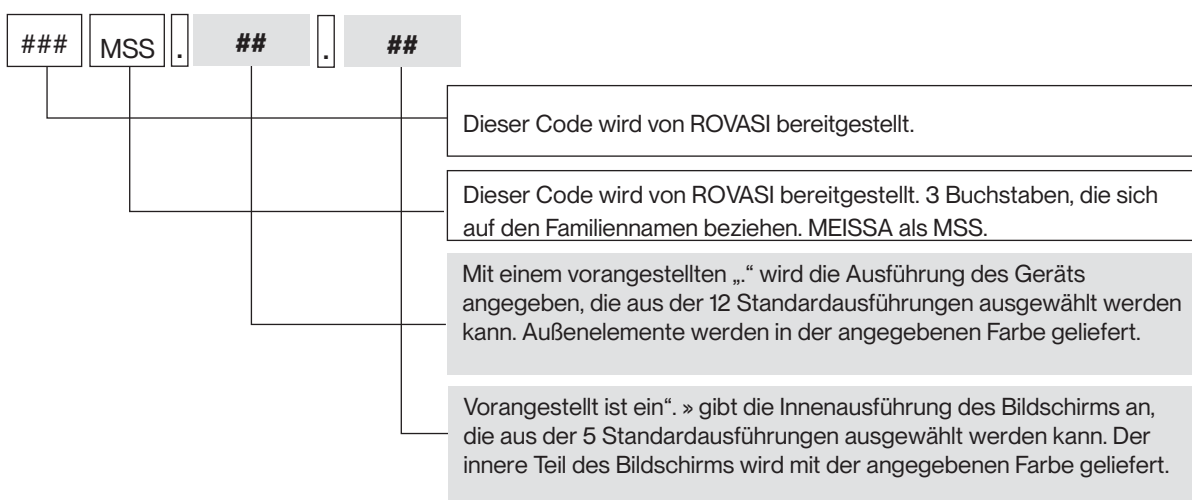 ### MSS . ## . ##
Dieser Code wird von ROVASI bereitgestellt.
Dieser Code wird von ROVASI bereitgestellt. 3 Buchstaben, die sich
auf den Familiennamen beziehen. MEISSA als MSS.
Mit einem vorangestellten „.“ wird die Ausführung des Geräts
angegeben, die aus der 12 Standardausführungen ausgewählt werden
kann. Außenelemente werden in der angegebenen Farbe geliefert.
Vorangestellt ist ein“. » gibt die Innenausführung des Bildschirms an,
die aus der 5 Standardausführungen ausgewählt werden kann. Der
innere Teil des Bildschirms wird mit der angegebenen Farbe geliefert.